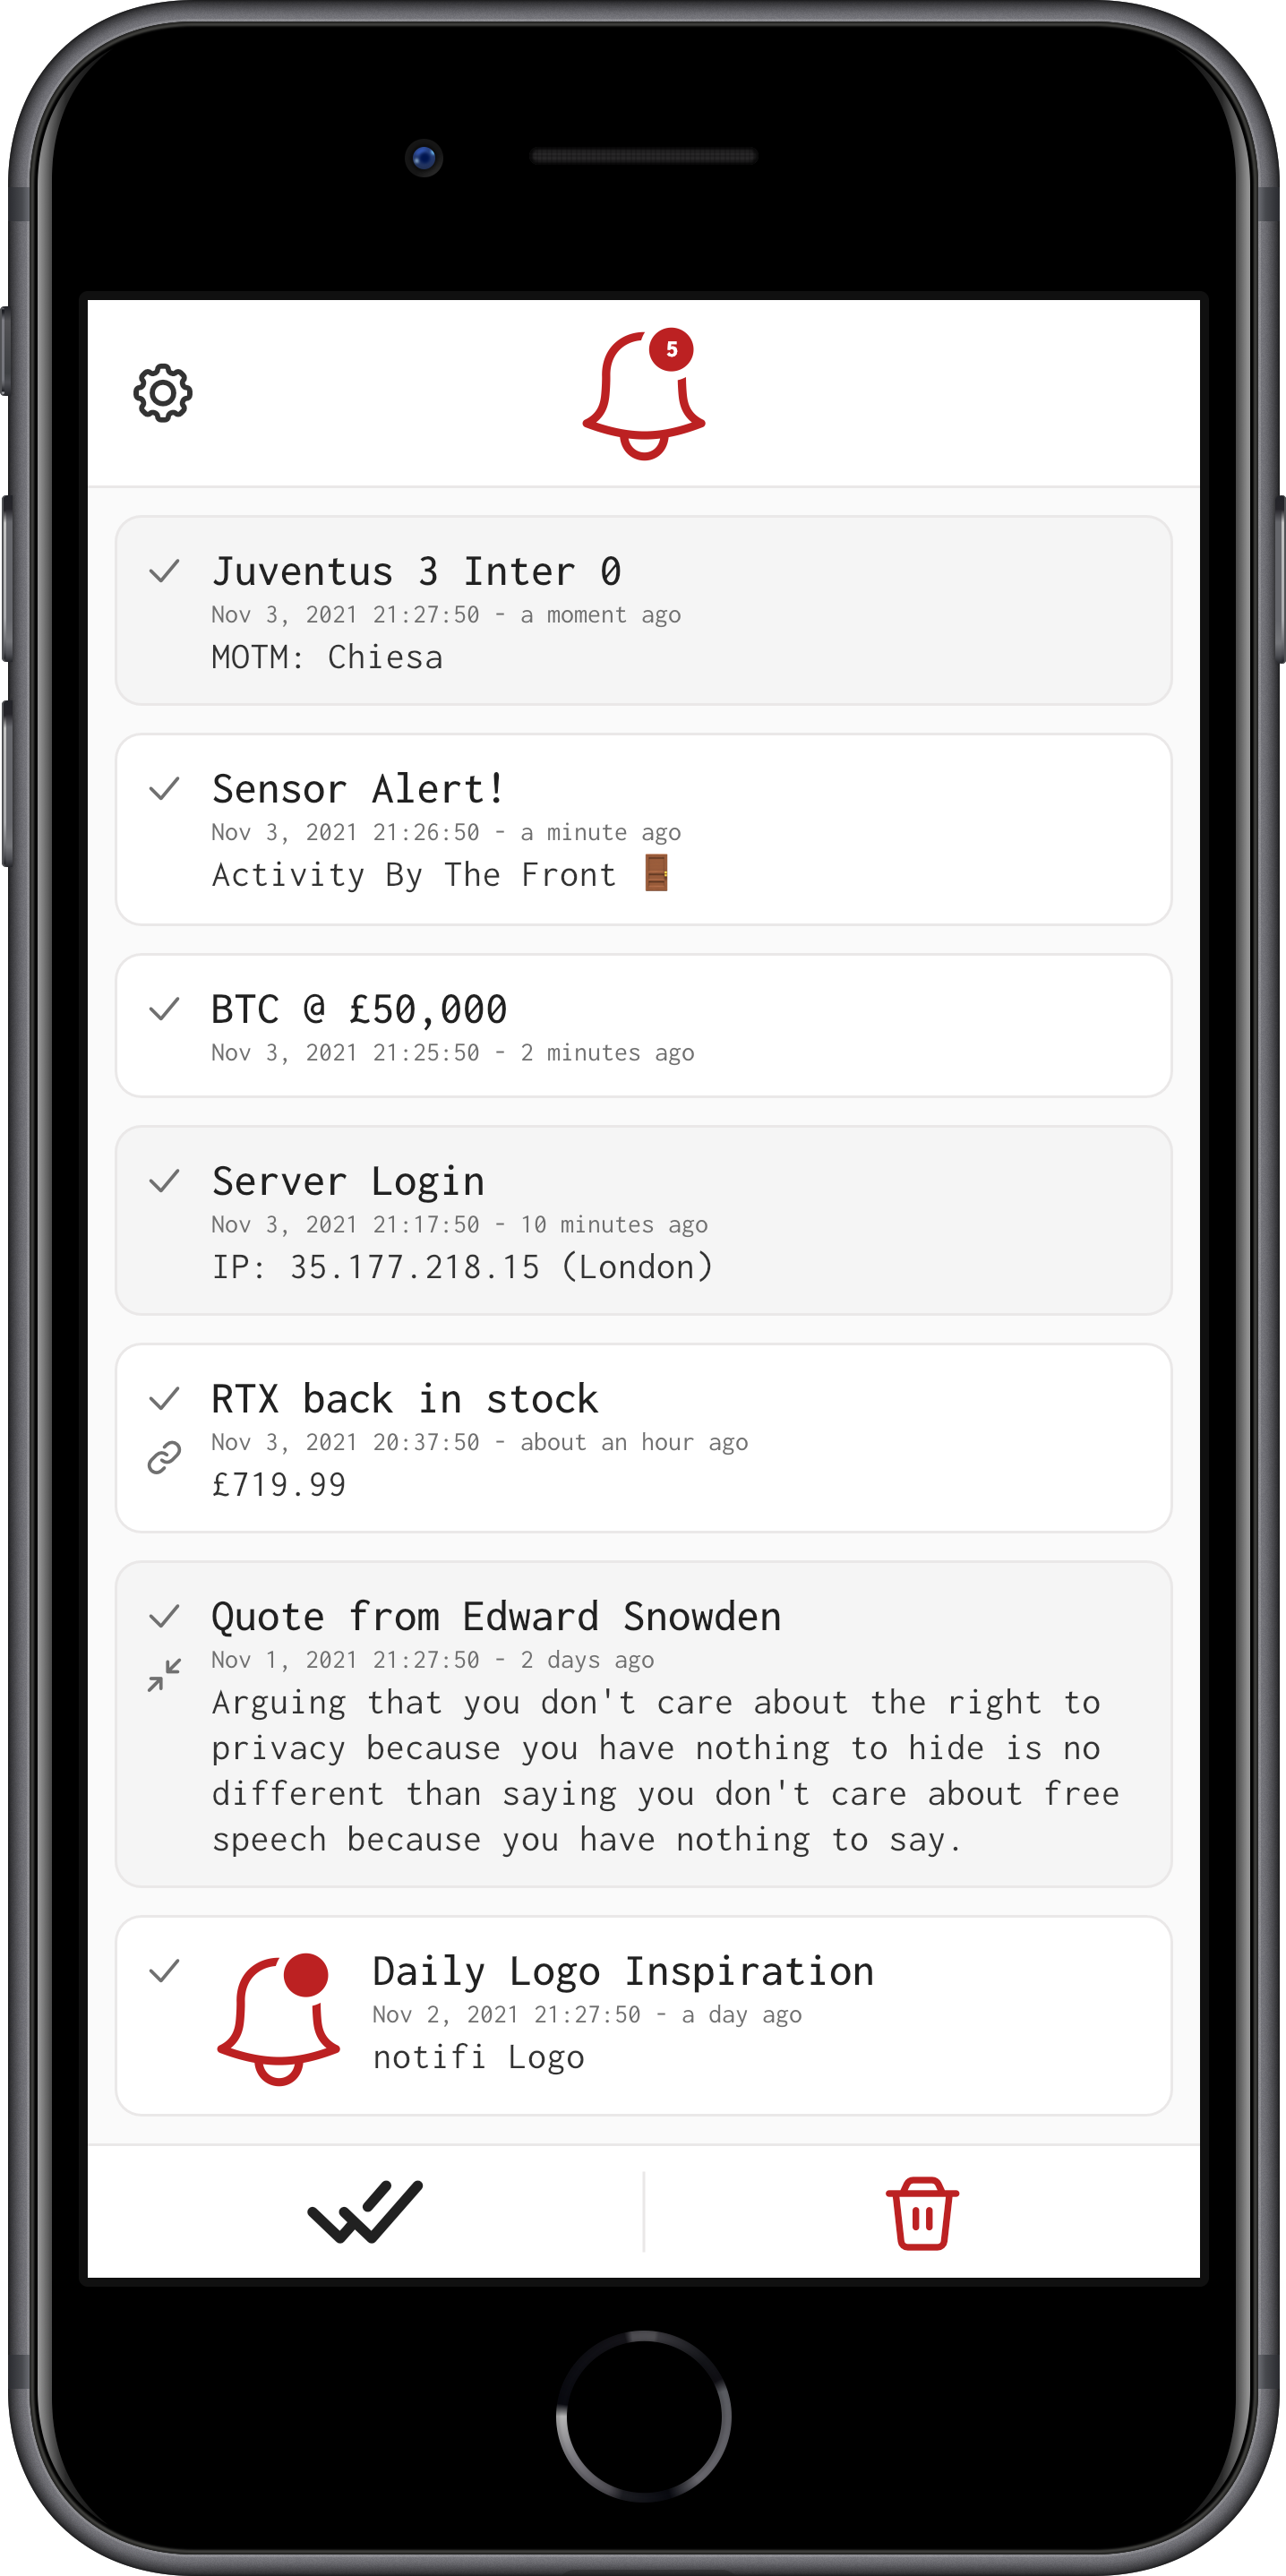 5
Juventus 3 Inter 0
Nov 3, 2021 21:27:50 - a moment ago
MOTM: Chiesa
Sensor Alert!
Nov 3, 2021 21:26:50 - a minute ago
Activity By The Front 🚪
BTC @ £50,000
Nov 3, 2021 21:25:50 - 2 minutes ago
Server Login
Nov 3, 2021 21:17:50 - 10 minutes ago
IP: 35.177.218.15 (London)
RTX back in stock
Nov 3, 2021 20:37:50 - about an hour ago
£719.99
Quote from Edward Snowden
Nov 1, 2021 21:27:50 - 2 days ago
Arguing that you don't care about the right to
privacy because you have nothing to hide is no
different than saying you don't care about free
speech because you have nothing to say.
Daily Logo Inspiration
Nov 2, 2021 21:27:50 - a day ago
notifi Logo